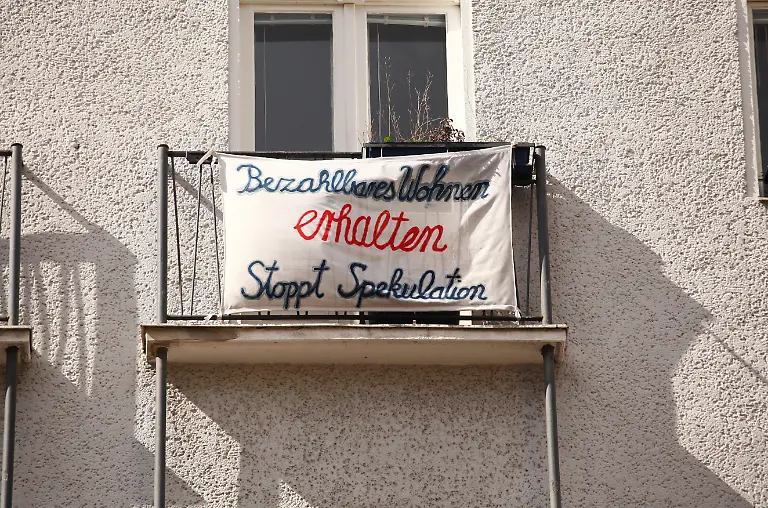 Bezahlbares Wohnen
erhalten
Stoppt Spekulation